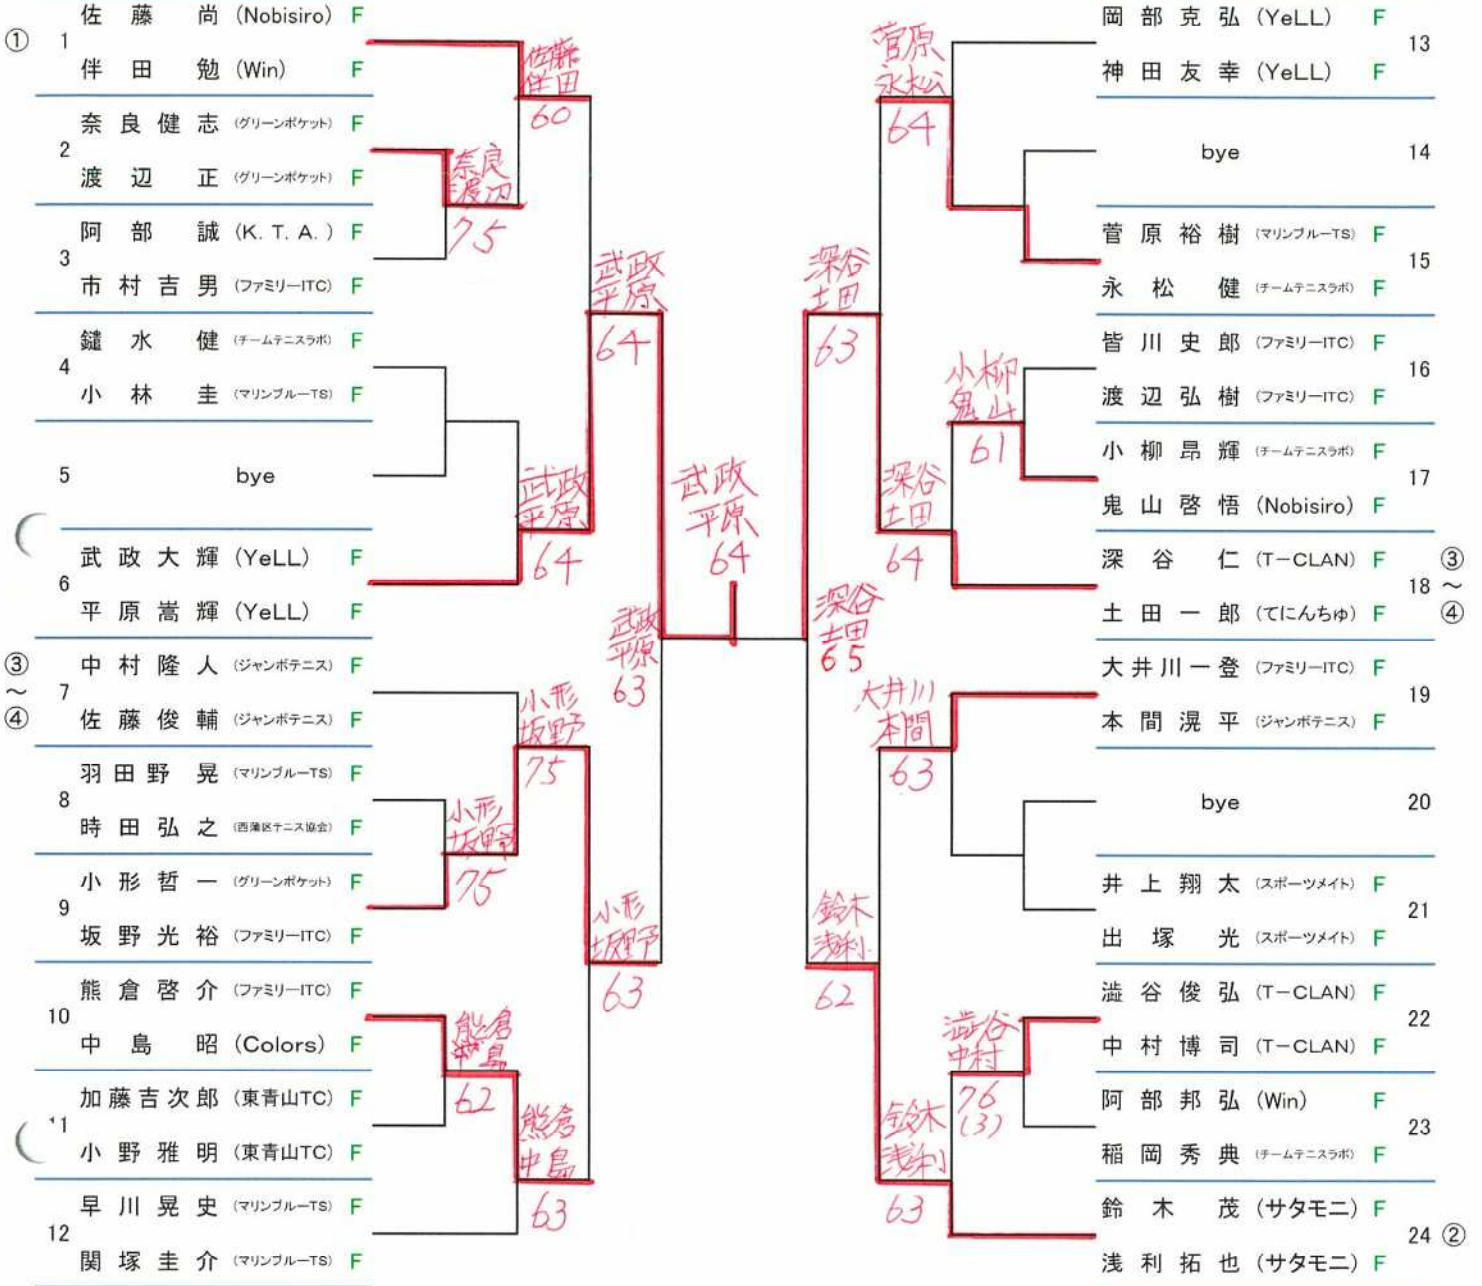 佐藤 尚 (Nobisiro) F
① 1
伴田 勉 (Win) F
奈良健志 (グリーンポケット) F
2
渡辺 正 (グリーンポケット) F
阿部 誠 (K. T. A. ) F
3
市村吉男 (ファミリーITC) F
鑓水 健 (チームテニスラボ) F
4
小林 圭 (マリンブルーTS) F
5 bye
武政大輝 (YeLL) F
6
平原嵩輝 (YeLL) F
③～④ 7
中村隆人 (ジャンボテニス) F
佐藤俊輔 (ジャンボテニス) F
羽田野 晃 (マリンブルーTS) F
8
時田弘之 (西蒲区テニス協会) F
小形哲一 (グリーンポケット) F
9
坂野光裕 (ファミリーITC) F
熊倉啓介 (ファミリーITC) F
10
中島 昭 (Colors) F
加藤吉次郎 (東青山TC) F
11
小野雅明 (東青山TC) F
早川晃史 (マリンブルーTS) F
12
関塚圭介 (マリンブルーTS) F
佐藤
伴田
60
奈良
渡辺
75
武政
平原
64
武政
平原
64
小形
坂野
75
小形
坂野
75
小形
坂野
63
熊倉
中島
62
熊倉
中島
63
武政
平原
63
武政
平原
64
深谷
土田
65
深谷
土田
63
菅原
永松
64
小柳
鬼山
61
深谷
土田
64
大井川
本間
63
鈴木
浅利
62
澁谷
中村
76
(3)
鈴木
浅利
63
岡部克弘 (YeLL) F
13
神田友幸 (YeLL) F
bye 14
菅原裕樹 (マリンブルーTS) F
15
永松 健 (チームテニスラボ) F
皆川史郎 (ファミリーITC) F
16
渡辺弘樹 (ファミリーITC) F
小柳昂輝 (チームテニスラボ) F
17
鬼山啓悟 (Nobisiro) F
深谷 仁 (T-CLAN) F
18 ③～④
土田一郎 (てにんちゅ) F
大井川一登 (ファミリーITC) F
19
本間滉平 (ジャンボテニス) F
bye 20
井上翔太 (スポーツメイト) F
21
出塚 光 (スポーツメイト) F
澁谷俊弘 (T-CLAN) F
22
中村博司 (T-CLAN) F
阿部邦弘 (Win) F
23
稲岡秀典 (チームテニスラボ) F
鈴木 茂 (サタモニ) F
24 ②
浅利拓也 (サタモニ) F